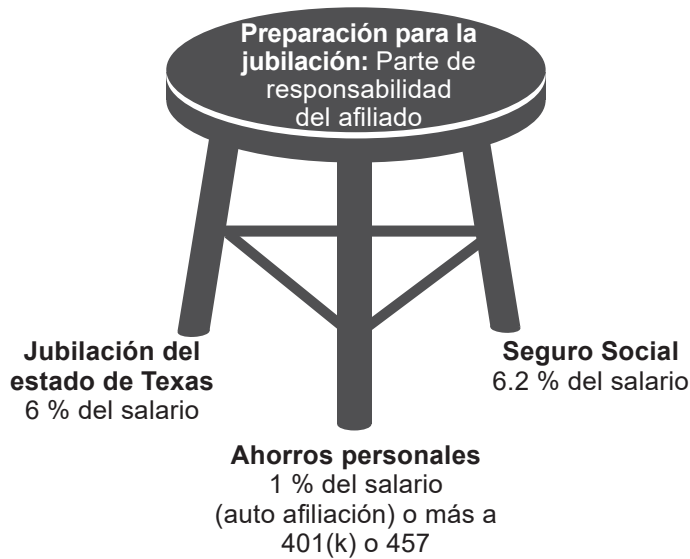 Preparación para la
jubilación: Parte de
responsabilidad
del afiliado
Jubilación del
estado de Texas
6 % del salario
Seguro Social
6.2 % del salario
Ahorros personales
1 % del salario
(auto afiliación) o más a
401(k) o 457